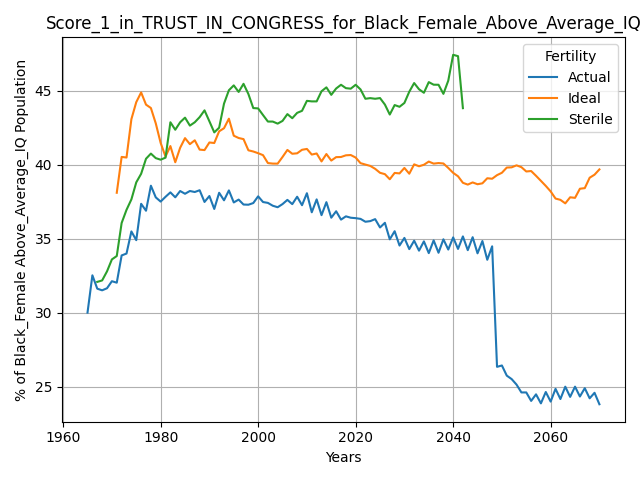 Score_1_in_TRUST_IN_CONGRESS_for_Black_Female_Above_Average_IQ
% of Black_Female Above_Average_IQ Population
45
40
35
30
25
Fertility
Actual
Ideal
Sterile
1960
1980
2000
2020
2040
2060
Years